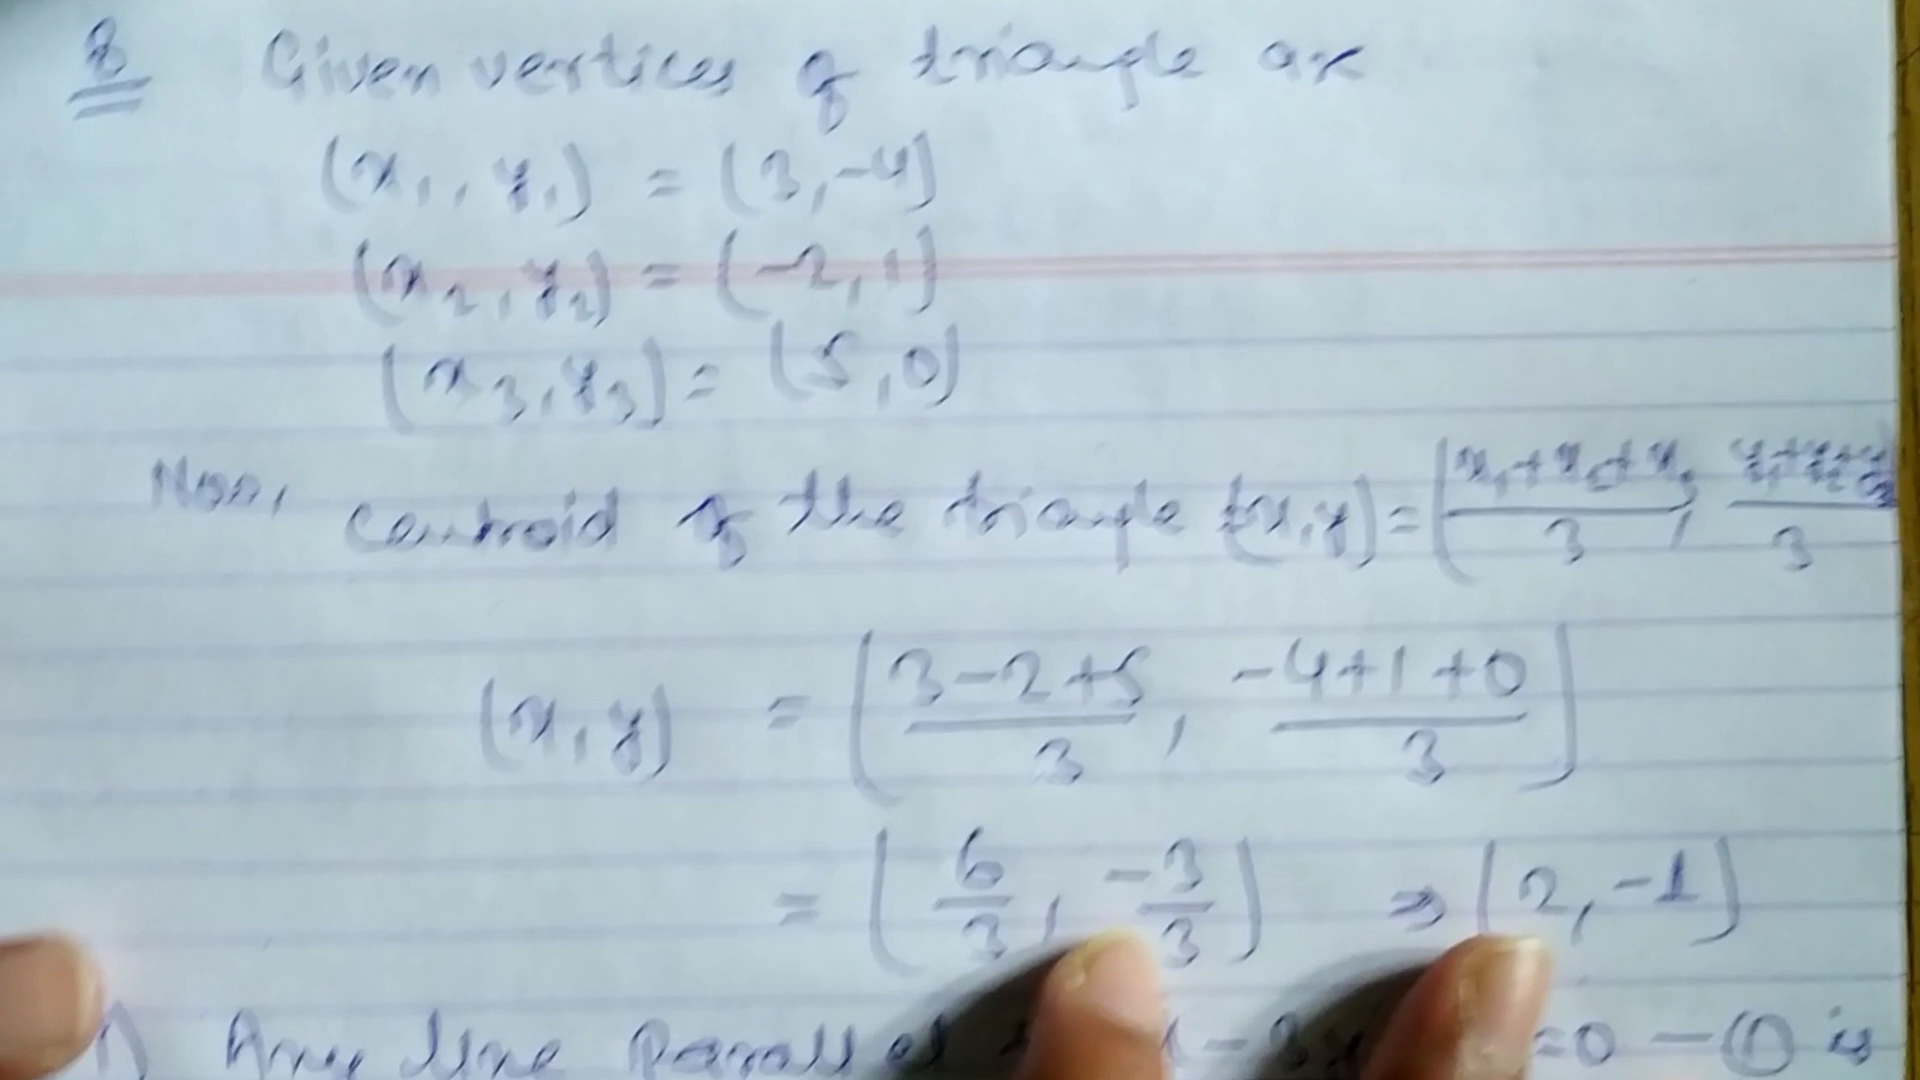 8 Given vertices of triangle are
(x₁, y₁) = (3, -4)
(x₂, y₂) = (-2, 1)
(x₃, y₃) = (5, 0)
Now, centroid of the triangle (x, y) = (x₁+x₂+x₃/3, y₁+y₂+y₃/3
(x, y) = (3-2+5/3, -4+1+0/3)
= (6/3, -3/3) ⇒ (2, -1)
1) Any line parallel =0 — (1) is